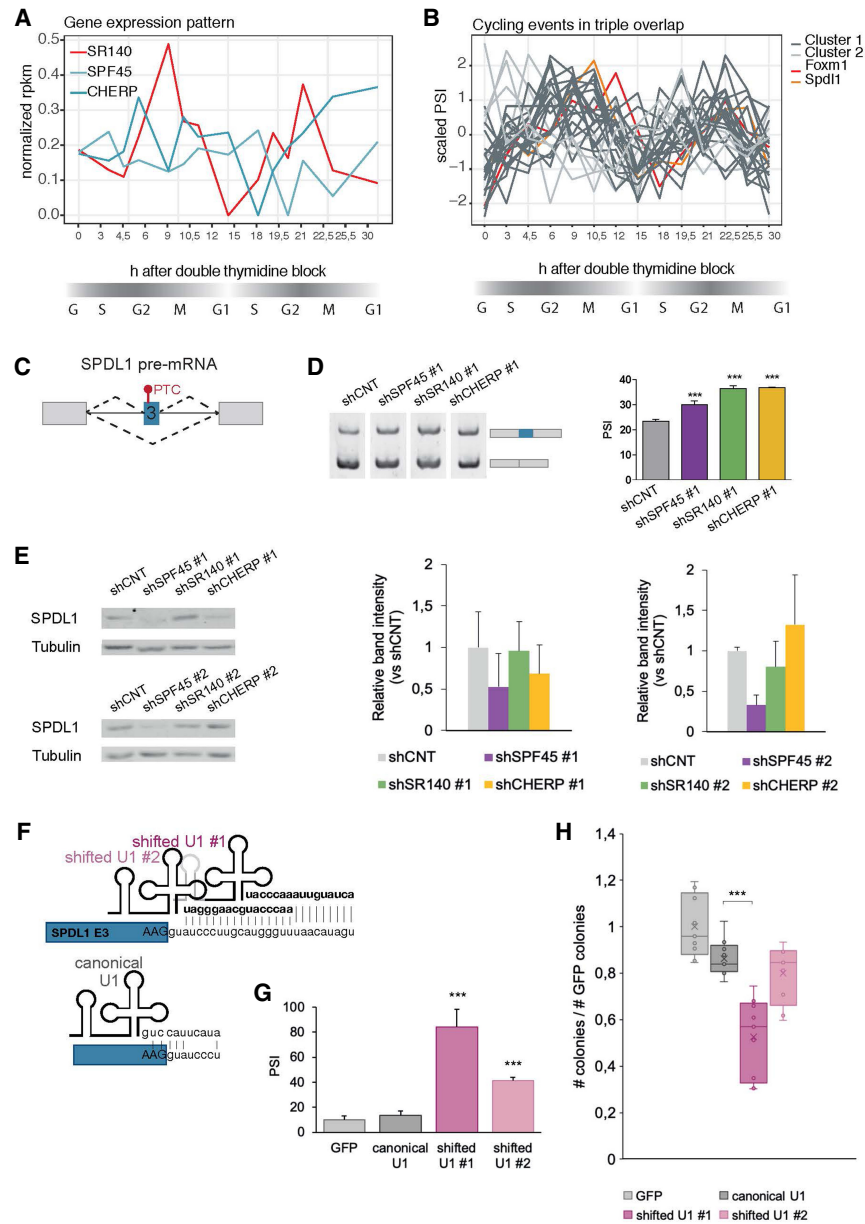 A
Gene expression pattern
0.5
0.4
0.3
0.2
0.1
0.0
normalized rpkm
SR140
SPF45
CHERP
0 3 4,5 6 9 10,5 12 15 18 19,5 21 22,5 25,5 30
h after double thymidine block
G S G2 M G1 S G2 M G1
B
Cycling events in triple overlap
2
1
0
−1
−2
scaled PSI
Cluster 1
Cluster 2
Foxm1
Spdl1
0 3 4,5 6 9 10,5 12 15 18 19,5 21 22,5 25,5 30
h after double thymidine block
G S G2 M G1 S G2 M G1
C
SPDL1 pre-mRNA
PTC
3
D
shCNT
shSPF45 #1
shSR140 #1
shCHERP #1
40
30
20
10
0
PSI
***
***
***
shCNT
shSPF45 #1
shSR140 #1
shCHERP #1
E
shCNT
shSPF45 #1
shSR140 #1
shCHERP #1
SPDL1
Tubulin
shCNT
shSPF45 #2
shSR140 #2
shCHERP #2
SPDL1
Tubulin
2
1,5
1
0,5
0
Relative band intensity
(vs shCNT)
shCNT shSPF45 #1
shSR140 #1 shCHERP #1
2
1,5
1
0,5
0
Relative band intensity
(vs shCNT)
shCNT shSPF45 #2
shSR140 #2 shCHERP #2
F
shifted U1 #1
shifted U1 #2
uacccaaauuguauca
uagggaacguacccaa
SPDL1 E3
AAGguaucccuugcaugggguuuaacauagu
canonical
U1
guccauucaua
AAGguaucccu
G
100
80
60
40
20
0
PSI
***
***
GFP
canonical
U1
shifted
U1 #1
shifted
U1 #2
H
1,4
1,2
1
0,8
0,6
0,4
0,2
0
# colonies / # GFP colonies
***
GFP canonical U1
shifted U1 #1 shifted U1 #2